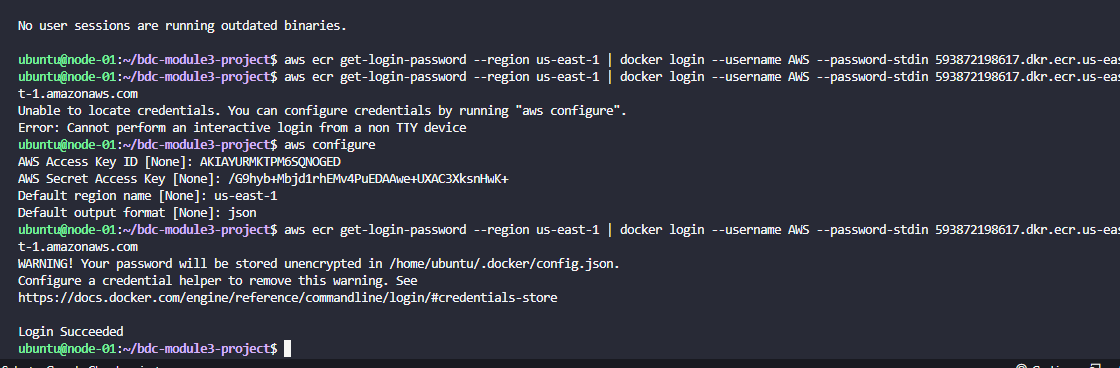 No user sessions are running outdated binaries.
ubuntu@node-01:~/bdc-module3-project$ aws ecr get-login-password --region us-east-1 | docker login --username AWS --password-stdin 593872198617.dkr.ecr.us-eas
ubuntu@node-01:~/bdc-module3-project$ aws ecr get-login-password --region us-east-1 | docker login --username AWS --password-stdin 593872198617.dkr.ecr.us-eas
t-1.amazonaws.com
Unable to locate credentials. You can configure credentials by running "aws configure".
Error: Cannot perform an interactive login from a non TTY device
ubuntu@node-01:~/bdc-module3-project$ aws configure
AWS Access Key ID [None]: AKIAYURMKTPM6SQNOGED
AWS Secret Access Key [None]: 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
Default region name [None]: us-east-1
Default output format [None]: json
ubuntu@node-01:~/bdc-module3-project$ aws ecr get-login-password --region us-east-1 | docker login --username AWS --password-stdin 593872198617.dkr.ecr.us-eas
t-1.amazonaws.com
WARNING! Your password will be stored unencrypted in /home/ubuntu/.docker/config.json.
Configure a credential helper to remove this warning. See
https://docs.docker.com/engine/reference/commandline/login/#credentials-store
Login Succeeded
ubuntu@node-01:~/bdc-module3-project$